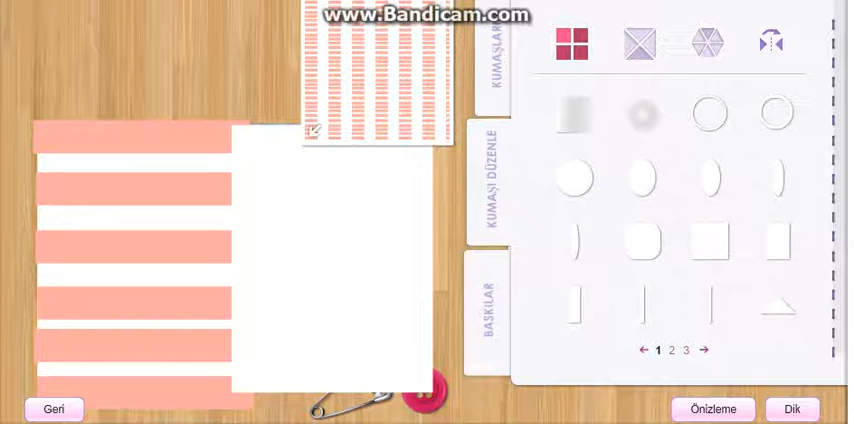 www.Bandicam.com
KUMAŞLAR
KUMAŞI DÜZENLE
BASKILAR
1 2 3
Geri
Önizleme
Dik